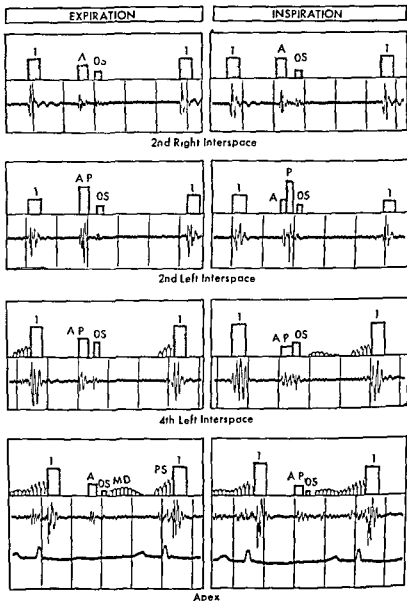 EXPIRATION INSPIRATION
1 A OS 1 1 A OS 1
2nd Right Interspace
P
1 A P OS 1 1 A OS 1
2nd Left Interspace
1 A P OS 1 1 A P OS 1
4th Left Interspace
1 A OS MD PS 1 1 A P OS 1
Apex